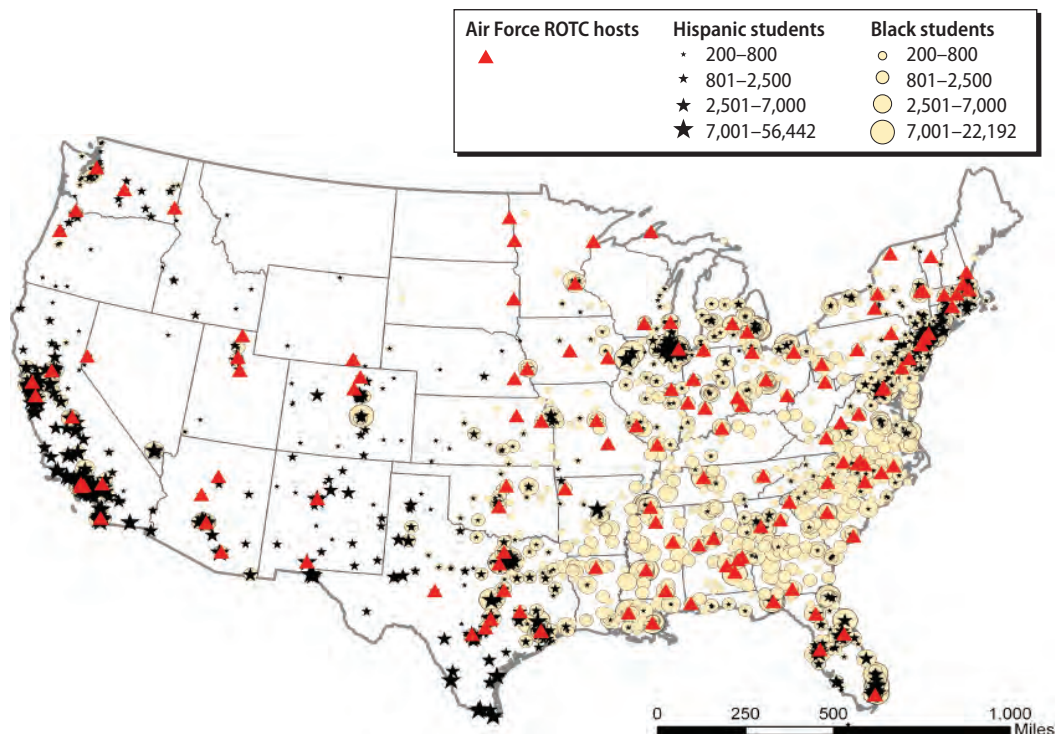 Air Force ROTC hosts
Hispanic students
200–800
801–2,500
2,501–7,000
7,001–56,442
Black students
200–800
801–2,500
2,501–7,000
7,001–22,192
0 250 500 1,000
Miles